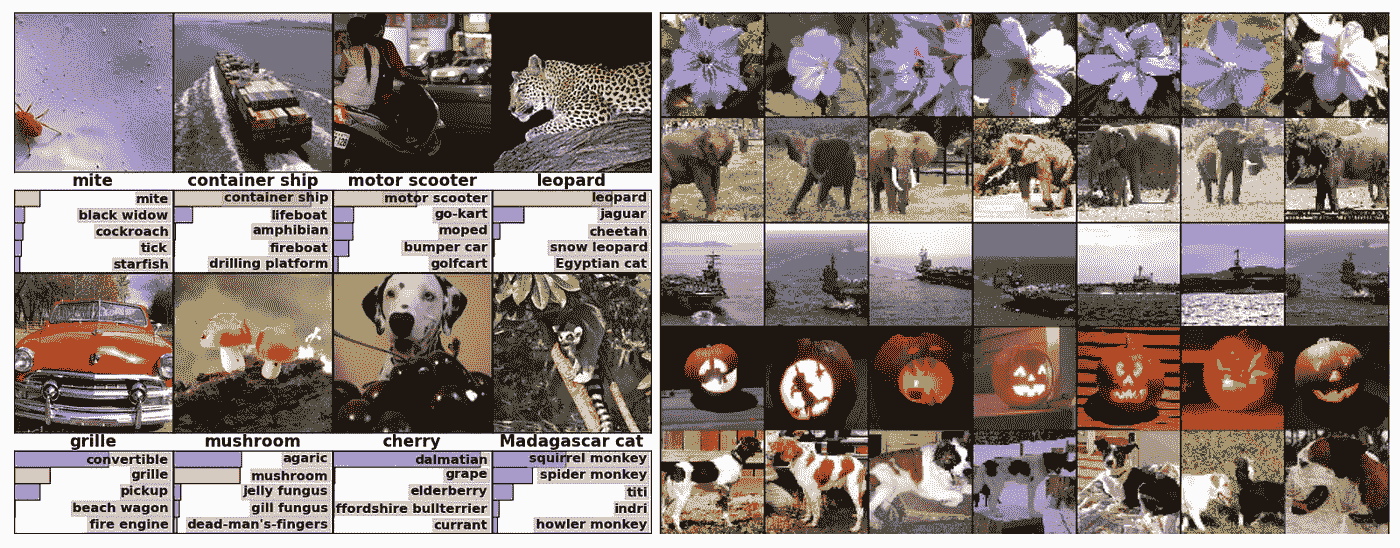 mite
container ship
motor scooter
leopard
mite
black widow
cockroach
tick
starfish
container ship
lifeboat
amphibian
fireboat
drilling platform
motor scooter
go-kart
moped
bumper car
golfcart
leopard
jaguar
cheetah
snow leopard
Egyptian cat
grille
mushroom
cherry
Madagascar cat
convertible
grille
pickup
beach wagon
fire engine
agaric
mushroom
jelly fungus
gill fungus
dead-man's-fingers
dalmatian
grape
elderberry
ffordshire bullterrier
currant
squirrel monkey
spider monkey
titi
indri
howler monkey